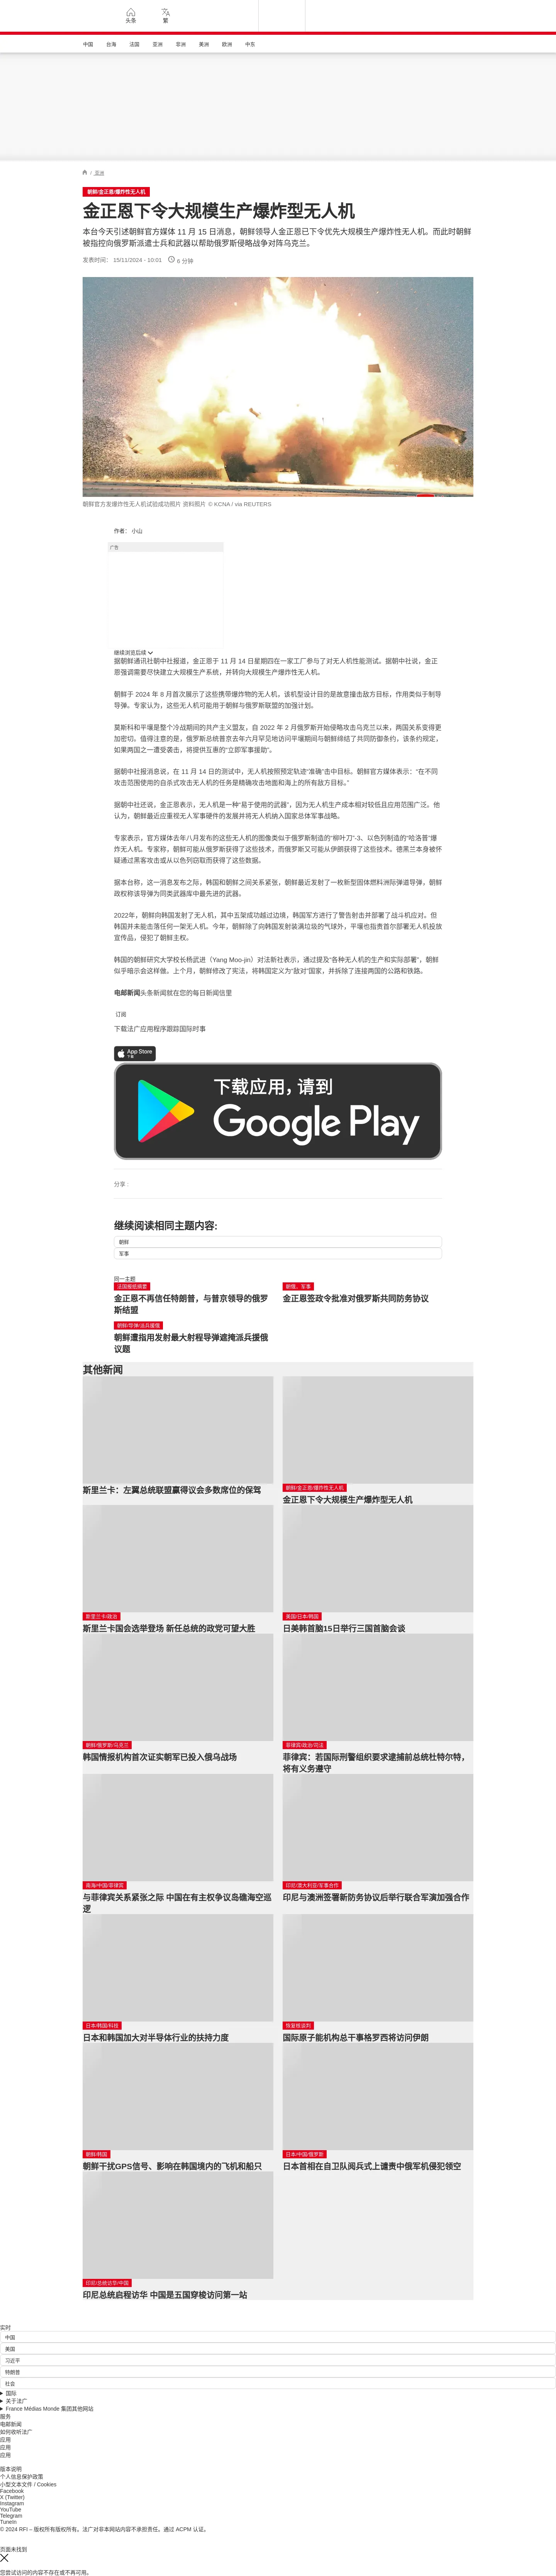 头条
繁
中国
台海
法国
亚洲
非洲
美洲
欧洲
中东
/ 亚洲
朝鲜/金正恩/爆炸性无人机
金正恩下令大规模生产爆炸型无人机
本台今天引述朝鲜官方媒体 11 月 15 日消息，朝鲜领导人金正恩已下令优先大规模生产爆炸性无人机。而此时朝鲜
被指控向俄罗斯派遣士兵和武器以帮助俄罗斯侵略战争对阵乌克兰。
发表时间： 15/11/2024 - 10:01 6 分钟
朝鲜官方发爆炸性无人机试验成功照片 资料照片 © KCNA / via REUTERS
作者： 小山
广告
继续浏览后续
据朝鲜通讯社朝中社报道，金正恩于 11 月 14 日星期四在一家工厂参与了对无人机性能测试。据朝中社说，金正
恩强调需要尽快建立大规模生产系统，并转向大规模生产爆炸性无人机。
朝鲜于 2024 年 8 月首次展示了这些携带爆炸物的无人机，该机型设计目的是故意撞击敌方目标，作用类似于制导
导弹。专家认为，这些无人机可能用于朝鲜与俄罗斯联盟的加强计划。
莫斯科和平壤是整个冷战期间的共产主义盟友，自 2022 年 2 月俄罗斯开始侵略攻击乌克兰以来，两国关系变得更
加密切。值得注意的是，俄罗斯总统普京去年六月罕见地访问平壤期间与朝鲜缔结了共同防御条约，该条约规定，
如果两国之一遭受袭击，将提供互惠的“立即军事援助”。
据朝中社报消息说，在 11 月 14 日的测试中，无人机按照预定轨迹“准确”击中目标。朝鲜官方媒体表示：“在不同
攻击范围使用的自杀式攻击无人机的任务是精确攻击地面和海上的所有敌方目标。”
据朝中社还说，金正恩表示，无人机是一种“易于使用的武器”，因为无人机生产成本相对较低且应用范围广泛。他
认为，朝鲜最近应重视无人军事硬件的发展并将无人机纳入国家总体军事战略。
专家表示，官方媒体去年八月发布的这些无人机的图像类似于俄罗斯制造的“柳叶刀”-3、以色列制造的“哈洛普”爆
炸无人机。专家称，朝鲜可能从俄罗斯获得了这些技术，而俄罗斯又可能从伊朗获得了这些技术。德黑兰本身被怀
疑通过黑客攻击或从以色列窃取而获得了这些数据。
据本台称，这一消息发布之际，韩国和朝鲜之间关系紧张，朝鲜最近发射了一枚新型固体燃料洲际弹道导弹，朝鲜
政权称该导弹为同类武器库中最先进的武器。
2022年，朝鲜向韩国发射了无人机，其中五架成功越过边境，韩国军方进行了警告射击并部署了战斗机应对。但
韩国并未能击落任何一架无人机。今年，朝鲜除了向韩国发射装满垃圾的气球外，平壤也指责首尔部署无人机投放
宣传品，侵犯了朝鲜主权。
韩国的朝鲜研究大学校长杨武进（Yang Moo-jin）对法新社表示，通过提及“各种无人机的生产和实际部署”，朝鲜
似乎暗示会这样做。上个月，朝鲜修改了宪法，将韩国定义为“敌对”国家，并拆除了连接两国的公路和铁路。
电邮新闻头条新闻就在您的每日新闻信里
订阅
下载法广应用程序跟踪国际时事
App Store
下载
下载应用，请到
Google Play
分享 :
继续阅读相同主题内容:
朝鲜
军事
同一主题
法国报纸摘要
金正恩不再信任特朗普，与普京领导的俄罗
斯结盟
朝俄、军事
金正恩签政令批准对俄罗斯共同防务协议
朝鲜/导弹/派兵援俄
朝鲜遭指用发射最大射程导弹遮掩派兵援俄
议题
其他新闻
斯里兰卡：左翼总统联盟赢得议会多数席位的保驾
朝鲜/金正恩/爆炸性无人机
金正恩下令大规模生产爆炸型无人机
斯里兰卡/政治
斯里兰卡国会选举登场 新任总统的政党可望大胜
美国/日本/韩国
日美韩首脑15日举行三国首脑会谈
朝鲜/俄罗斯/乌克兰
韩国情报机构首次证实朝军已投入俄乌战场
菲律宾/政治/司法
菲律宾：若国际刑警组织要求逮捕前总统杜特尔特，
将有义务遵守
南海/中国/菲律宾
与菲律宾关系紧张之际 中国在有主权争议岛礁海空巡
逻
印尼/澳大利亚/军事合作
印尼与澳洲签署新防务协议后举行联合军演加强合作
日本/韩国/科技
日本和韩国加大对半导体行业的扶持力度
恢复核谈判
国际原子能机构总干事格罗西将访问伊朗
朝鲜/韩国
朝鲜干扰GPS信号、影响在韩国境内的飞机和船只
日本/中国/俄罗斯
日本首相在自卫队阅兵式上谴责中俄军机侵犯领空
印尼/总统访华/中国
印尼总统启程访华 中国是五国穿梭访问第一站
实时
中国
美国
习近平
特朗普
社会
国际
关于法广
France Médias Monde 集团其他网站
服务
电邮新闻
如何收听法广
应用
应用
应用
版本说明
个人信息保护政策
小型文本文件 / Cookies
Facebook
X (Twitter)
Instagram
YouTube
Telegram
TuneIn
© 2024 RFI – 版权所有版权所有。法广对非本网站内容不承担责任。通过 ACPM 认证。
页面未找到
您尝试访问的内容不存在或不再可用。